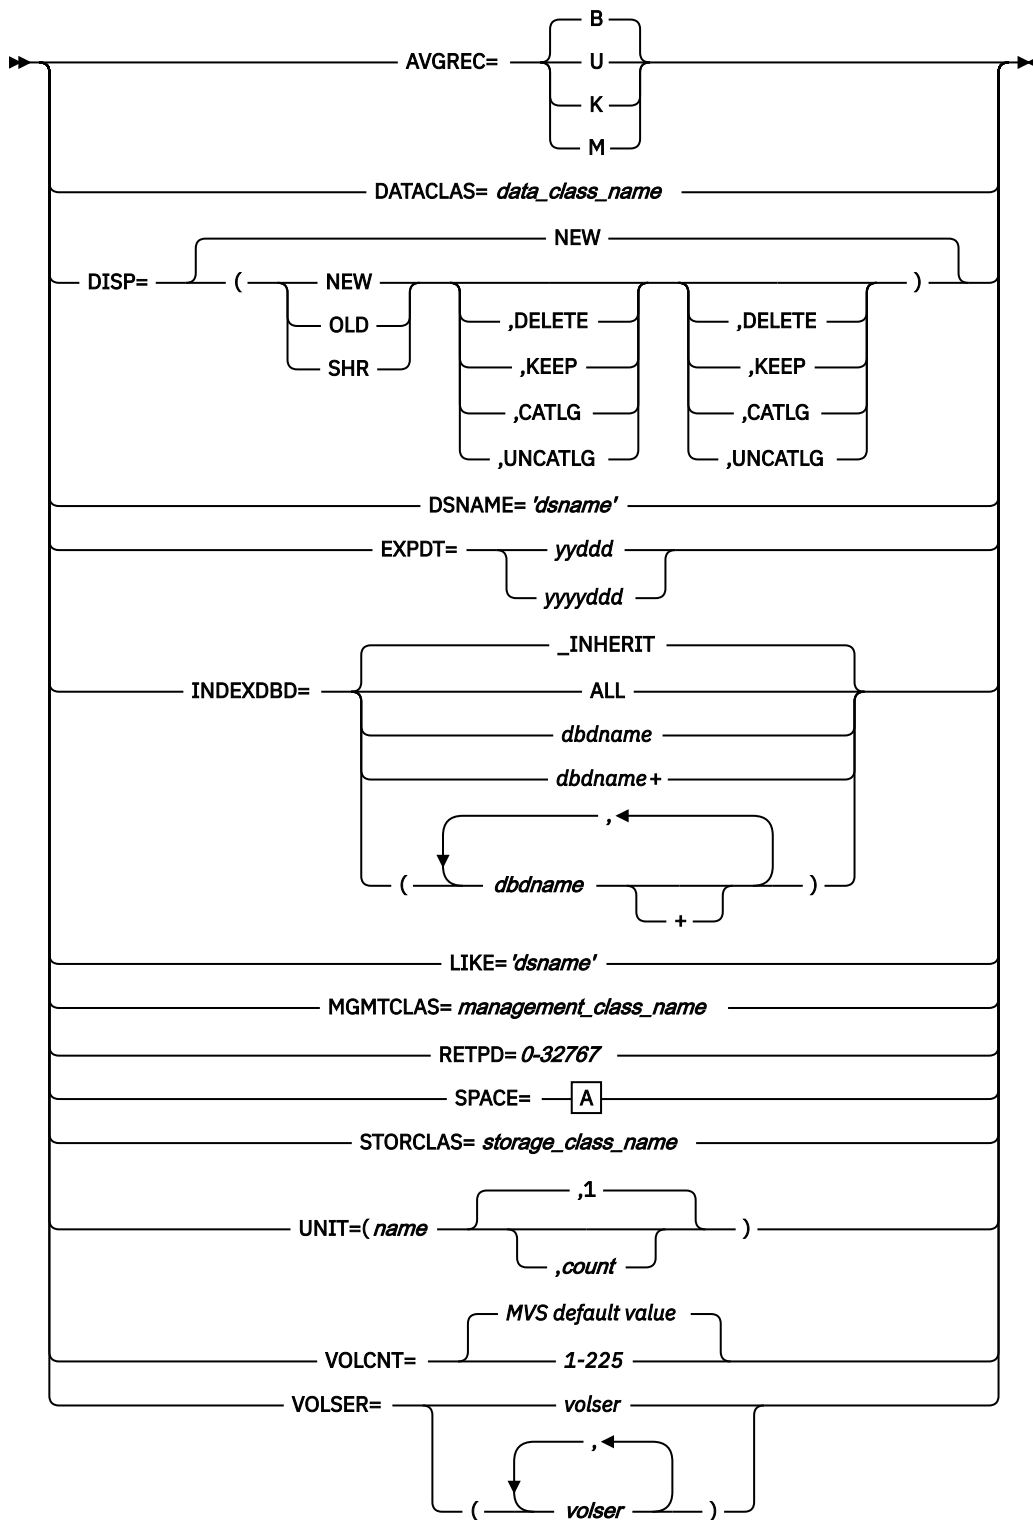 B
AVGREC= U
K
M
DATACLAS= data_class_name
NEW
DISP= ( NEW )
OLD ,DELETE ,DELETE
SHR ,KEEP ,KEEP
,CATLG ,CATLG
,UNCATLG ,UNCATLG
DSNAME= 'dsname'
EXPDT= yyddd
yyyyddd
_INHERIT
INDEXDBD= ALL
dbdname
dbdname+
,
( dbdname )
+
LIKE= 'dsname'
MGMTCLAS= management_class_name
RETPD= 0-32767
SPACE= A
STORCLAS= storage_class_name
,1
UNIT=( name )
,count
MVS default value
VOLCNT= 1-225
VOLSER= volser
,
( volser )